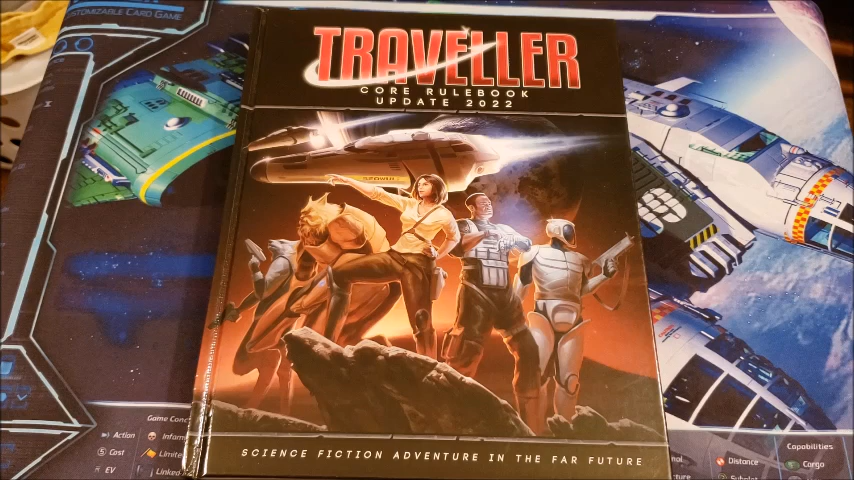 CUSTOMIZABLE CARD GAME
TRAVELLER
CORE RULEBOOK
UPDATE 2022
SCIENCE FICTION ADVENTURE IN THE FAR FUTURE
Game Conc
Action
Inform
Cost
Limite
EV
Linked
Capabilities
Distance
Cargo